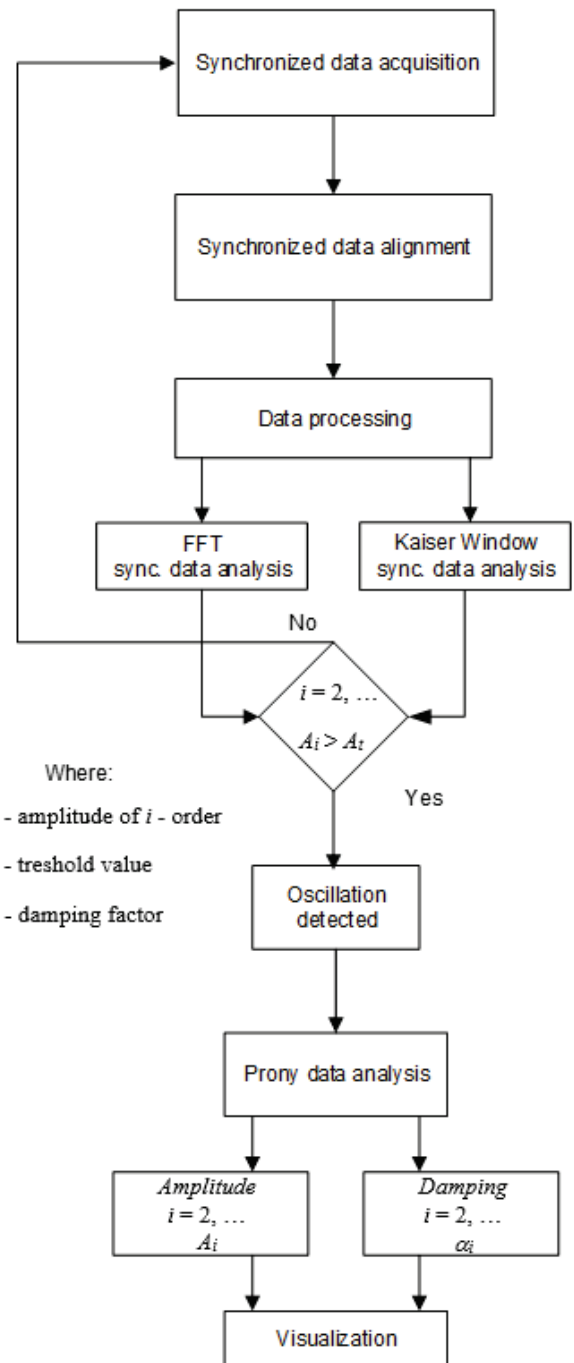 Synchronized data acquisition
Synchronized data alignment
Data processing
FFT
sync. data analysis
Kaiser Window
sync. data analysis
No
i = 2, ...
Ai > At
Where:
Yes
- amplitude of i - order
- treshold value
- damping factor
Oscillation
detected
Prony data analysis
Amplitude
i = 2, ...
Ai
Damping
i = 2, ...
αi
Visualization